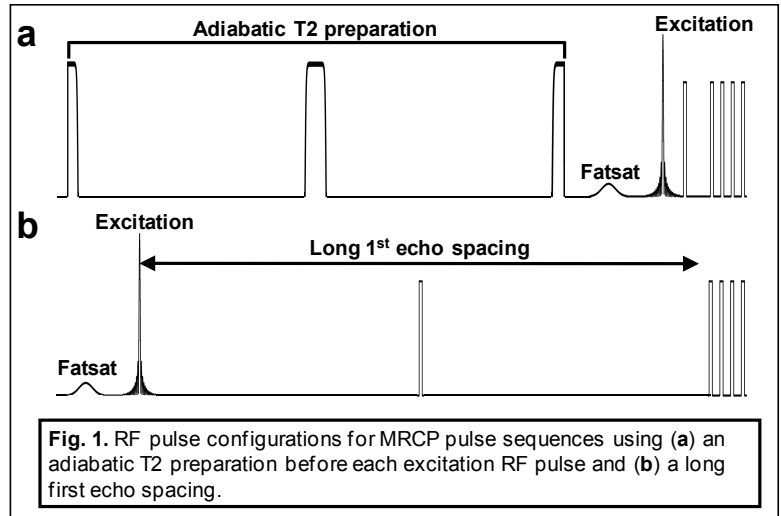 a
Adiabatic T2 preparation
Excitation
Fatsat
b
Excitation
Long 1st echo spacing
Fatsat
Fig. 1. RF pulse configurations for MRCP pulse sequences using (a) an
adiabatic T2 preparation before each excitation RF pulse and (b) a long
first echo spacing.